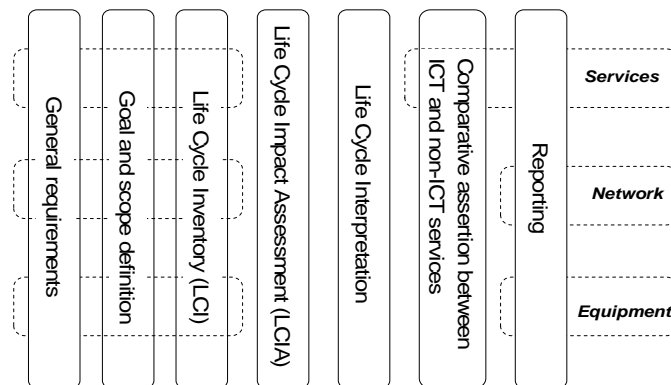 General requirements
Goal and scope definition
Life Cycle Inventory (LCI)
Life Cycle Impact Assessment (LCIA)
Life Cycle Interpretation
Comparative assertion between
ICT and non-ICT services
Reporting
Services
Network
Equipment